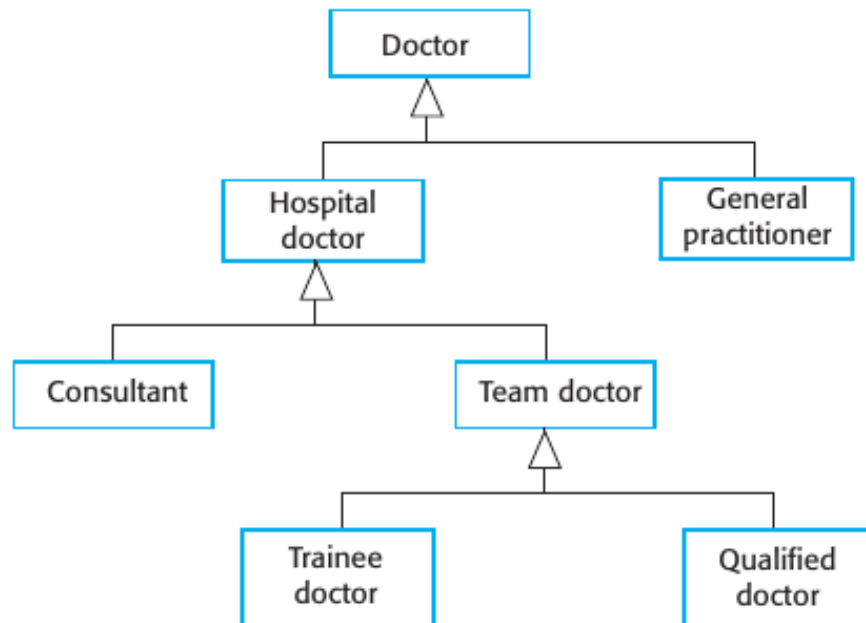 Doctor
Hospital
doctor
General
practitioner
Consultant
Team doctor
Trainee
doctor
Qualified
doctor